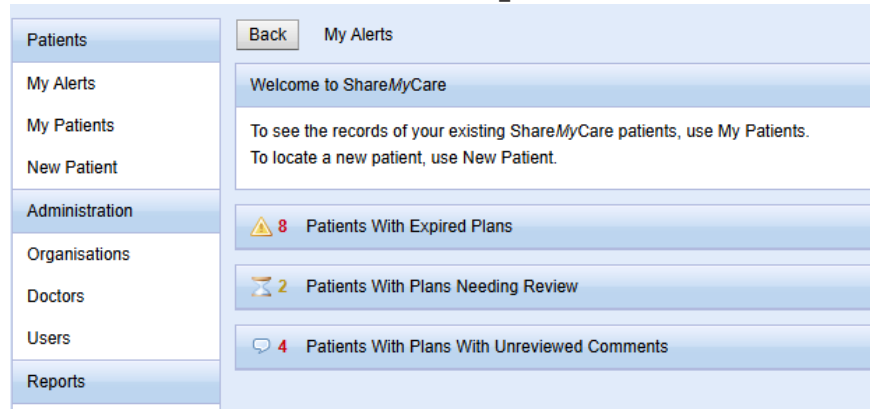 Patients
My Alerts
My Patients
New Patient
Administration
Organisations
Doctors
Users
Reports
Back My Alerts
Welcome to ShareMyCare
To see the records of your existing ShareMyCare patients, use My Patients.
To locate a new patient, use New Patient.
8 Patients With Expired Plans
2 Patients With Plans Needing Review
4 Patients With Plans With Unreviewed Comments